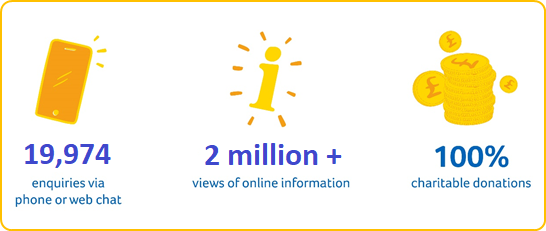 19,974
enquiries via
phone or web chat
2 million +
views of online information
100%
charitable donations
£
£
£